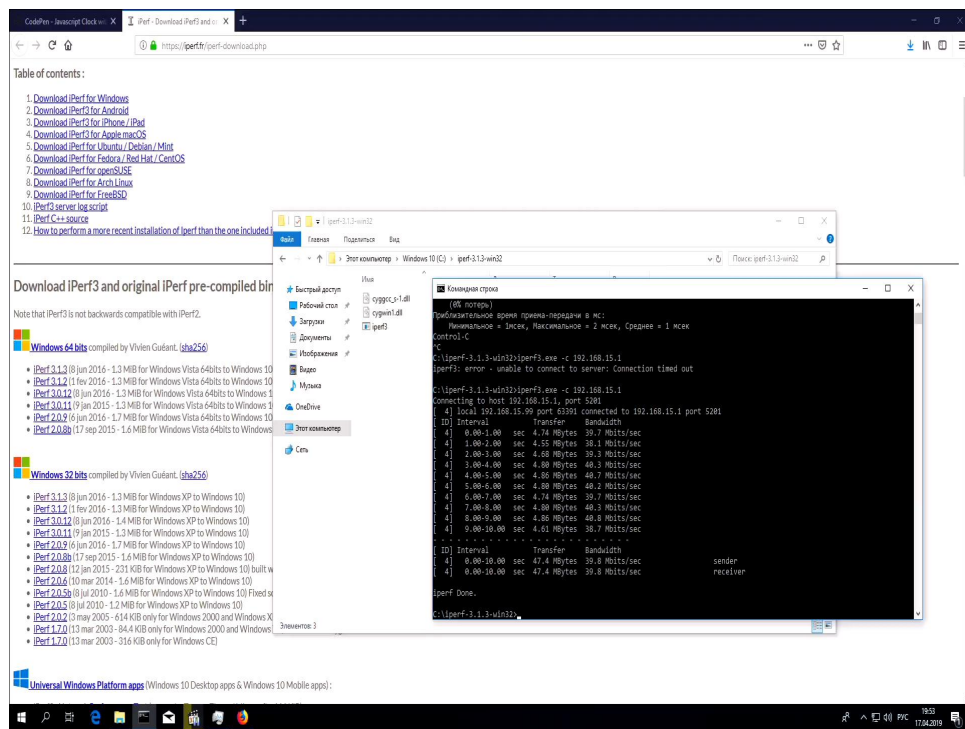 CodePen - Javascript Clock wi
X
iPerf - Download iPerf3 and o
X
https://iperf.fr/iperf-download.php
Table of contents :
1. Download iPerf for Windows
2. Download iPerf3 for Android
3. Download iPerf3 for iPhone / iPad
4. Download iPerf3 for Apple macOS
5. Download iPerf for Ubuntu / Debian / Mint
6. Download iPerf for Fedora / Red Hat / CentOS
7. Download iPerf for openSUSE
8. Download iPerf for Arch Linux
9. Download iPerf for FreeBSD
10. iPerf3 server log script
11. iPerf C++ source
12. How to perform a more recent installation of Iperf than the one included i
Download iPerf3 and original iPerf pre-compiled bin
Note that iPerf3 is not backwards compatible with iPerf2.
Windows 64 bits compiled by Vivien Guéant. (sha256)
iPerf 3.1.3 (8 jun 2016 - 1.3 MiB for Windows Vista 64bits to Windows 10
iPerf 3.1.2 (1 fev 2016 - 1.3 MiB for Windows Vista 64bits to Windows 10
iPerf 3.0.12 (8 jun 2016 - 1.3 MiB for Windows Vista 64bits to Windows 1
iPerf 3.0.11 (9 jan 2015 - 1.3 MiB for Windows Vista 64bits to Windows 1
iPerf 2.0.9 (6 jun 2016 - 1.7 MiB for Windows Vista 64bits to Windows 10
iPerf 2.0.8b (17 sep 2015 - 1.6 MiB for Windows Vista 64bits to Windows
Windows 32 bits compiled by Vivien Guéant. (sha256)
iPerf 3.1.3 (8 jun 2016 - 1.3 MiB for Windows XP to Windows 10)
iPerf 3.1.2 (1 fev 2016 - 1.3 MiB for Windows XP to Windows 10)
iPerf 3.0.12 (8 jun 2016 - 1.4 MiB for Windows XP to Windows 10)
iPerf 3.0.11 (9 jan 2015 - 1.3 MiB for Windows XP to Windows 10)
iPerf 2.0.9 (6 jun 2016 - 1.7 MiB for Windows XP to Windows 10)
iPerf 2.0.8b (17 sep 2015 - 1.6 MiB for Windows XP to Windows 10)
iPerf 2.0.8 (12 jan 2015 - 231 KiB for Windows XP to Windows 10) built w
iPerf 2.0.6 (10 mar 2014 - 1.6 MiB for Windows XP to Windows 10)
iPerf 2.0.5b (8 jul 2010 - 1.6 MiB for Windows XP to Windows 10) Fixed sc
iPerf 2.0.5 (8 jul 2010 - 1.2 MiB for Windows XP to Windows 10)
iPerf 2.0.2 (3 may 2005 - 614 KiB only for Windows 2000 and Windows X
iPerf 1.7.0 (13 mar 2003 - 84.4 KiB only for Windows 2000 and Windows
iPerf 1.7.0 (13 mar 2003 - 316 KiB only for Windows CE)
Universal Windows Platform apps (Windows 10 Desktop apps & Windows 10 Mobile apps) :
iperf-3.1.3-win32
Файл Главная Поделиться Вид
Этот компьютер > Windows 10 (C:) > iperf-3.1.3-win32
Поиск: iperf-3.1.3-win32
Быстрый доступ
Рабочий стол
Загрузки
Документы
Изображения
Видео
Музыка
OneDrive
Этот компьютер
Сеть
Имя
cyggcc_s-1.dll
cygwin1.dll
iperf3
Элементов: 3
Командная строка
(0% потерь)
Приблизительное время приема-передачи в мс:
Минимальное = 1мсек, Максимальное = 2 мсек, Среднее = 1 мсек
Control-C
^C
C:\iperf-3.1.3-win32>iperf3.exe -c 192.168.15.1
iperf3: error - unable to connect to server: Connection timed out
C:\iperf-3.1.3-win32>iperf3.exe -c 192.168.15.1
Connecting to host 192.168.15.1, port 5201
[ 4] local 192.168.15.99 port 63391 connected to 192.168.15.1 port 5201
[ ID] Interval Transfer Bandwidth
[ 4] 0.00-1.00 sec 4.74 MBytes 39.7 Mbits/sec
[ 4] 1.00-2.00 sec 4.55 MBytes 38.1 Mbits/sec
[ 4] 2.00-3.00 sec 4.68 MBytes 39.3 Mbits/sec
[ 4] 3.00-4.00 sec 4.80 MBytes 40.3 Mbits/sec
[ 4] 4.00-5.00 sec 4.86 MBytes 40.7 Mbits/sec
[ 4] 5.00-6.00 sec 4.80 MBytes 40.2 Mbits/sec
[ 4] 6.00-7.00 sec 4.74 MBytes 39.7 Mbits/sec
[ 4] 7.00-8.00 sec 4.80 MBytes 40.3 Mbits/sec
[ 4] 8.00-9.00 sec 4.86 MBytes 40.8 Mbits/sec
[ 4] 9.00-10.00 sec 4.61 MBytes 38.7 Mbits/sec
- - - - - - - - - - - - - - - - - - - - - - - - -
[ ID] Interval Transfer Bandwidth
[ 4] 0.00-10.00 sec 47.4 MBytes 39.8 Mbits/sec sender
[ 4] 0.00-10.00 sec 47.4 MBytes 39.8 Mbits/sec receiver
iperf Done.
C:\iperf-3.1.3-win32>
РУС
19:53
17.04.2019